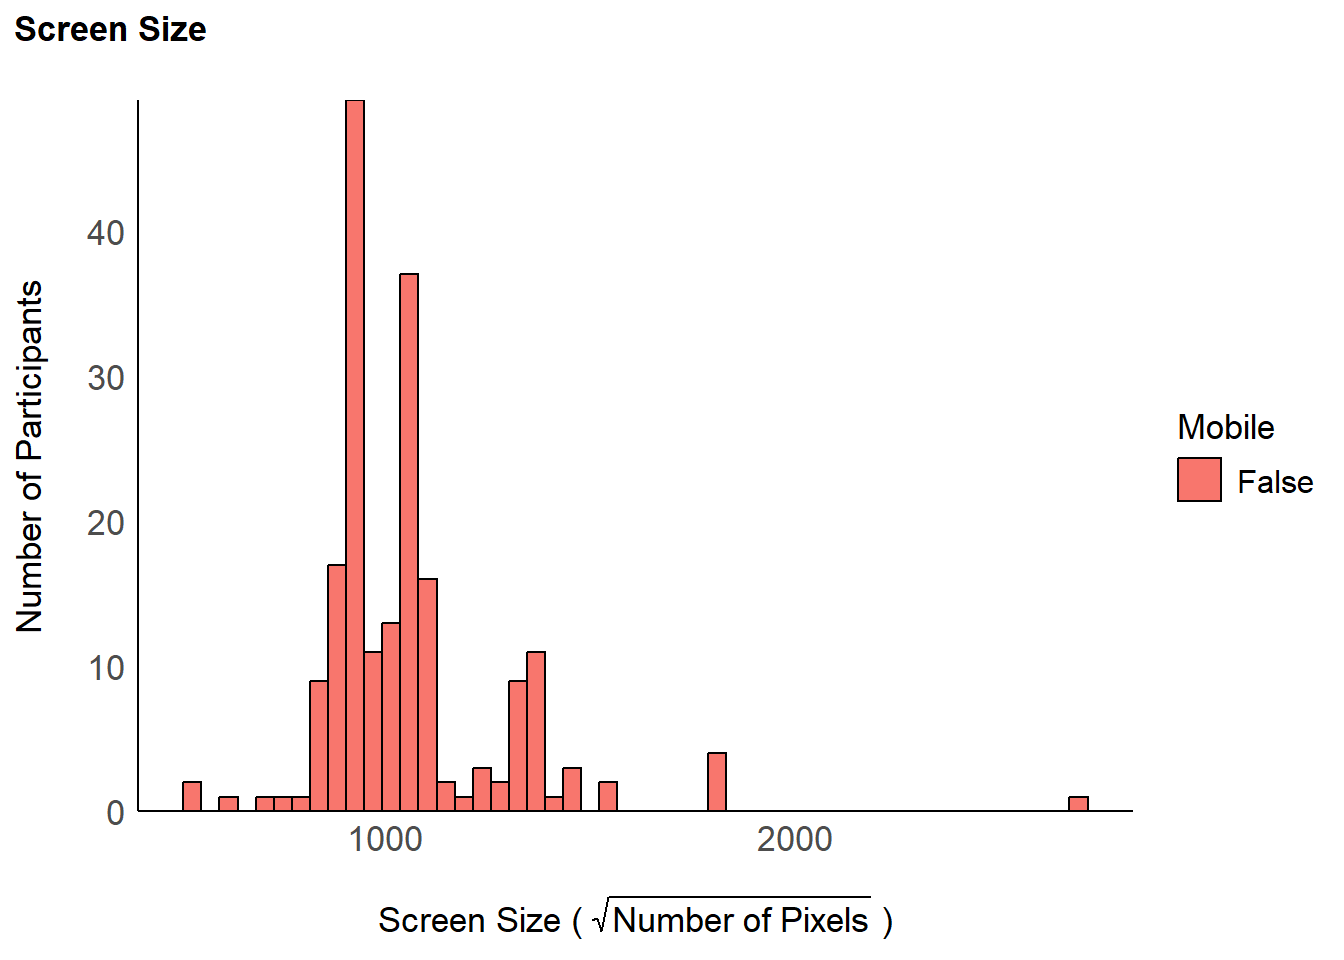 Screen Size
Number of Participants
40
30
20
10
0
1000
2000
Screen Size ( √Number of Pixels )
Mobile
False